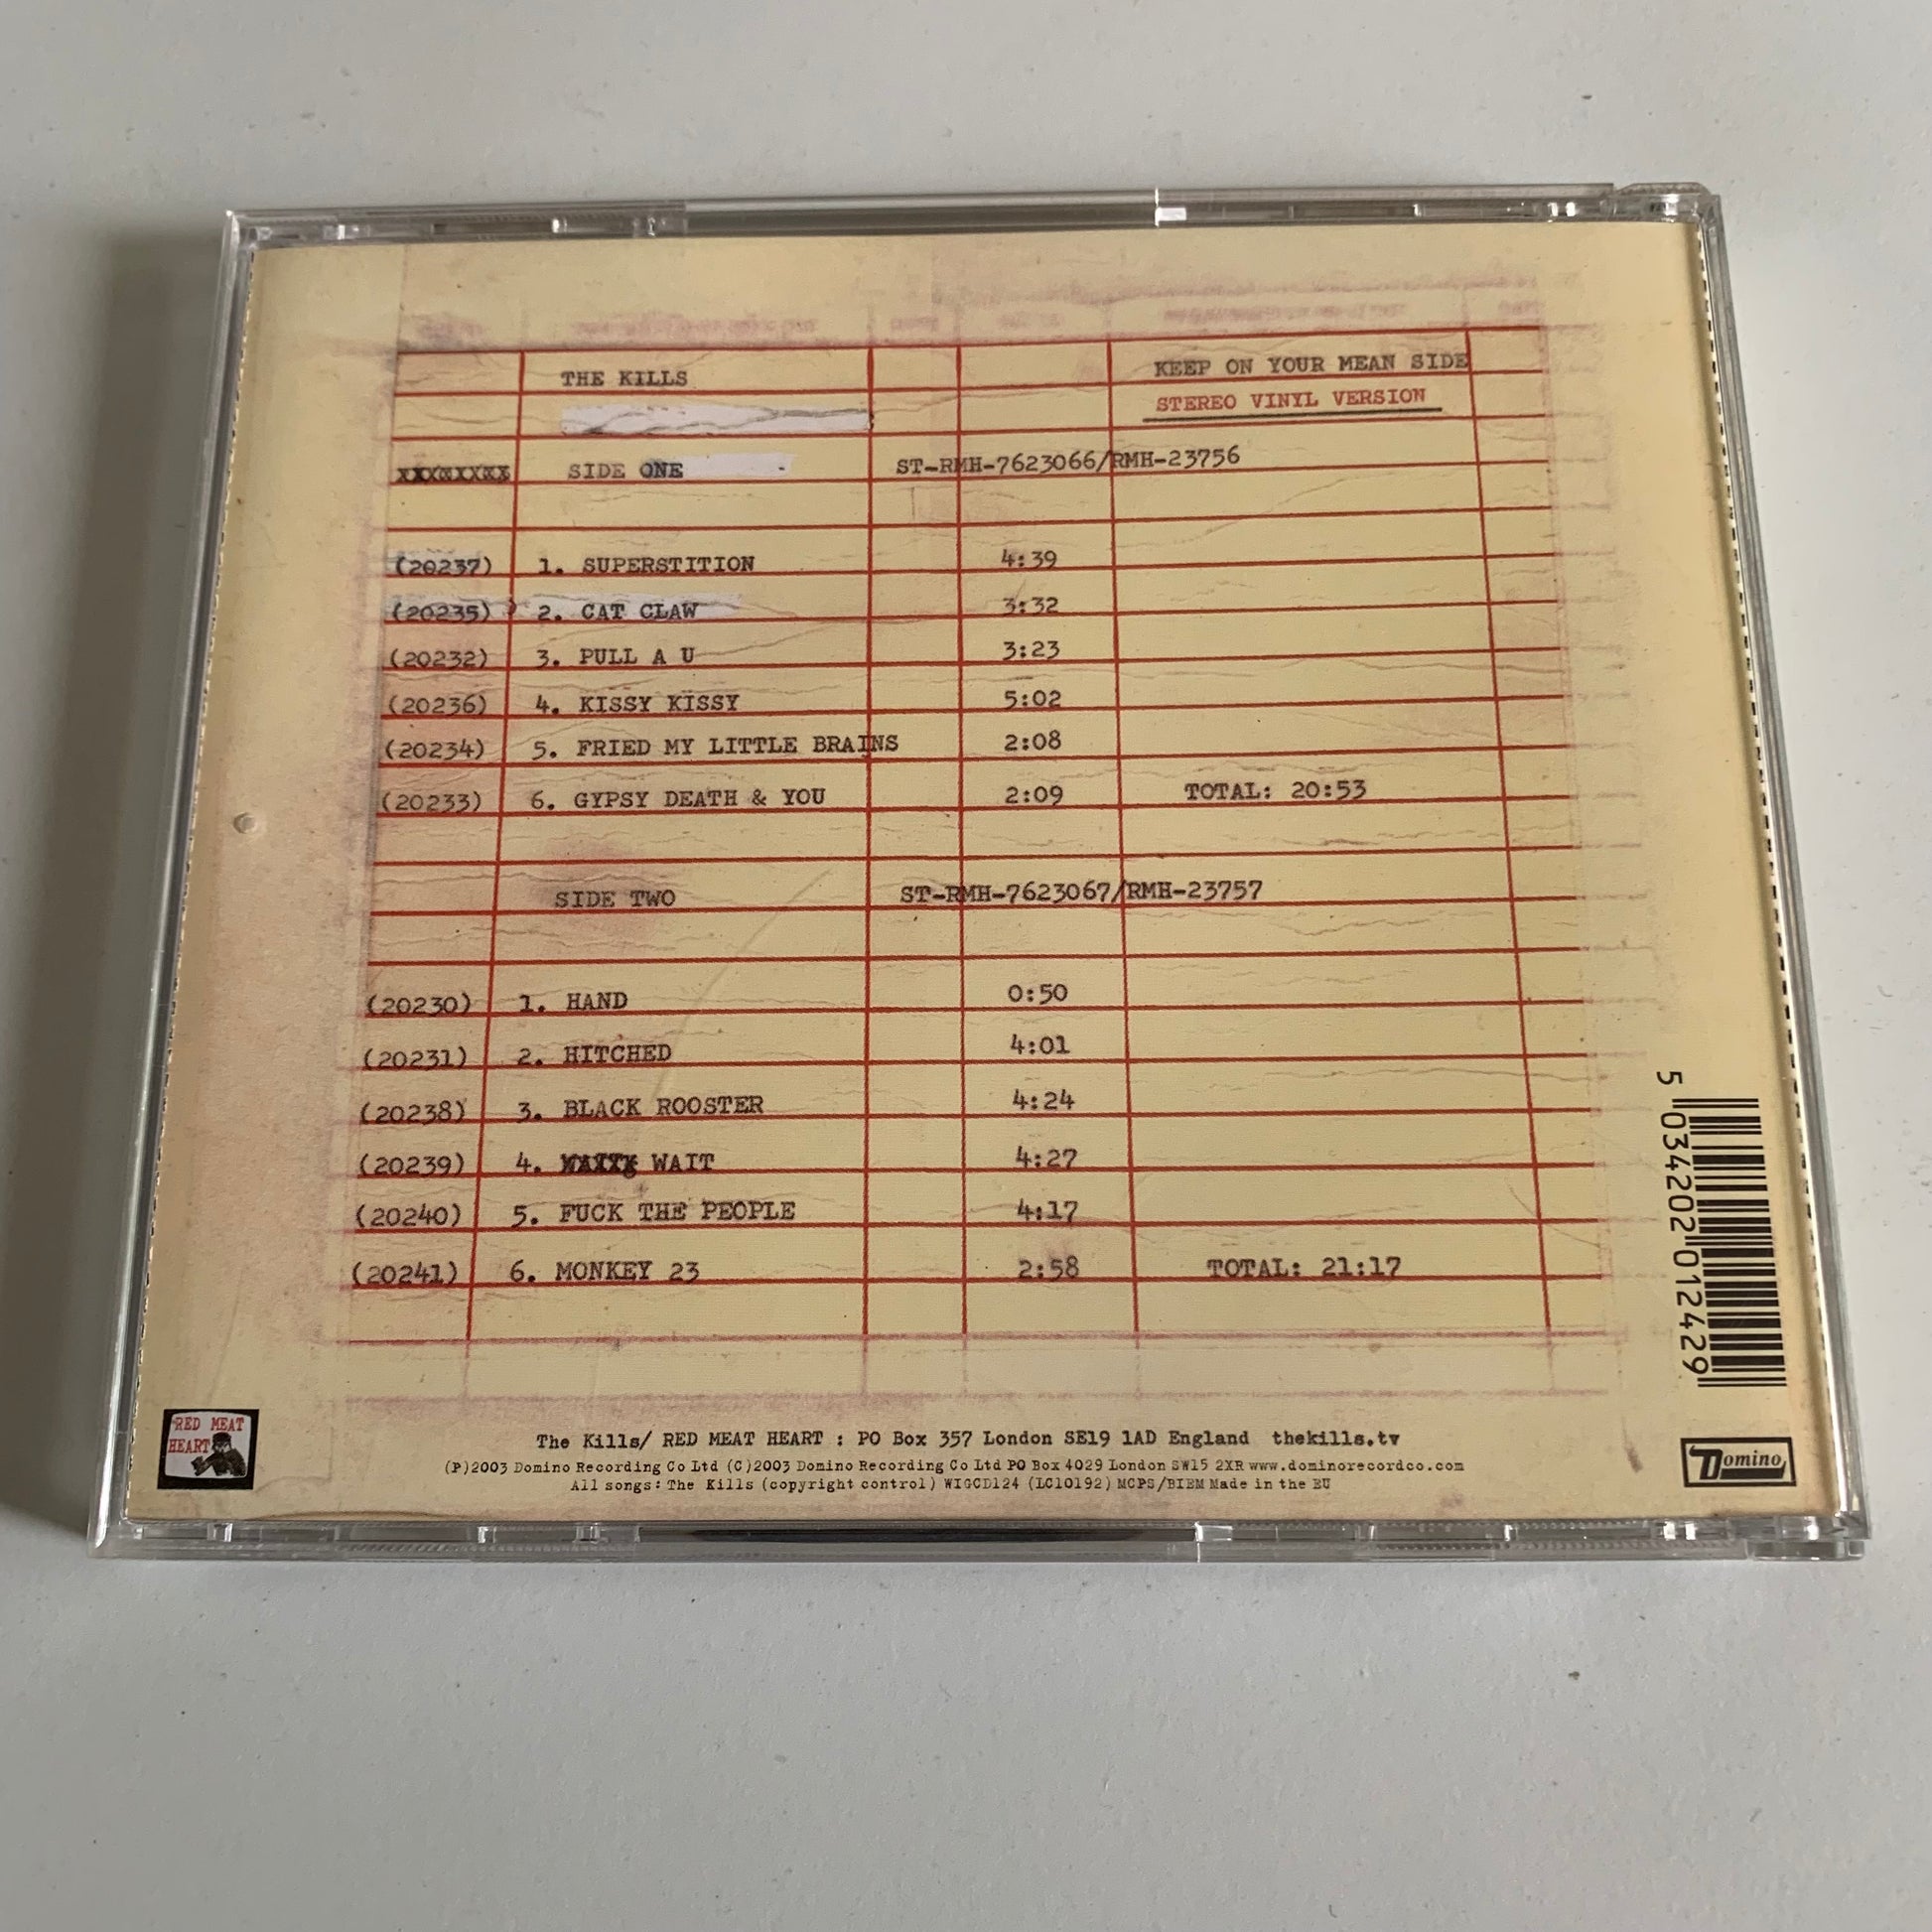 THE KILLS KEEP ON YOUR MEAN SIDE
STEREO VINYL VERSION
SIDE ONE ST-RMH-7623066/RMH-23756
(20237) 1. SUPERSTITION 4:39
(20235) 2. CAT CLAW 3:32
(20232) 3. PULL A U 3:23
(20236) 4. KISSY KISSY 5:02
(20234) 5. FRIED MY LITTLE BRAINS 2:08
(20233) 6. GYPSY DEATH & YOU 2:09 TOTAL: 20:53
SIDE TWO ST-RMH-7623067/RMH-23757
(20230) 1. HAND 0:50
(20231) 2. HITCHED 4:01
(20238) 3. BLACK ROOSTER 4:24
(20239) 4. WAIT 4:27
(20240) 5. FUCK THE PEOPLE 4:17
(20241) 6. MONKEY 23 2:58 TOTAL: 21:17
5 034202 012429
RED MEAT
HEART
The Kills/ RED MEAT HEART : PO Box 357 London SE19 1AD England thekills.tv
(P)2003 Domino Recording Co Ltd (C)2003 Domino Recording Co Ltd PO Box 4029 London SW15 2XR www.dominorecordco.com
All songs: The Kills (copyright control) WIGCD124 (LC10192) MCPS/BIEM Made in the EU
Domino